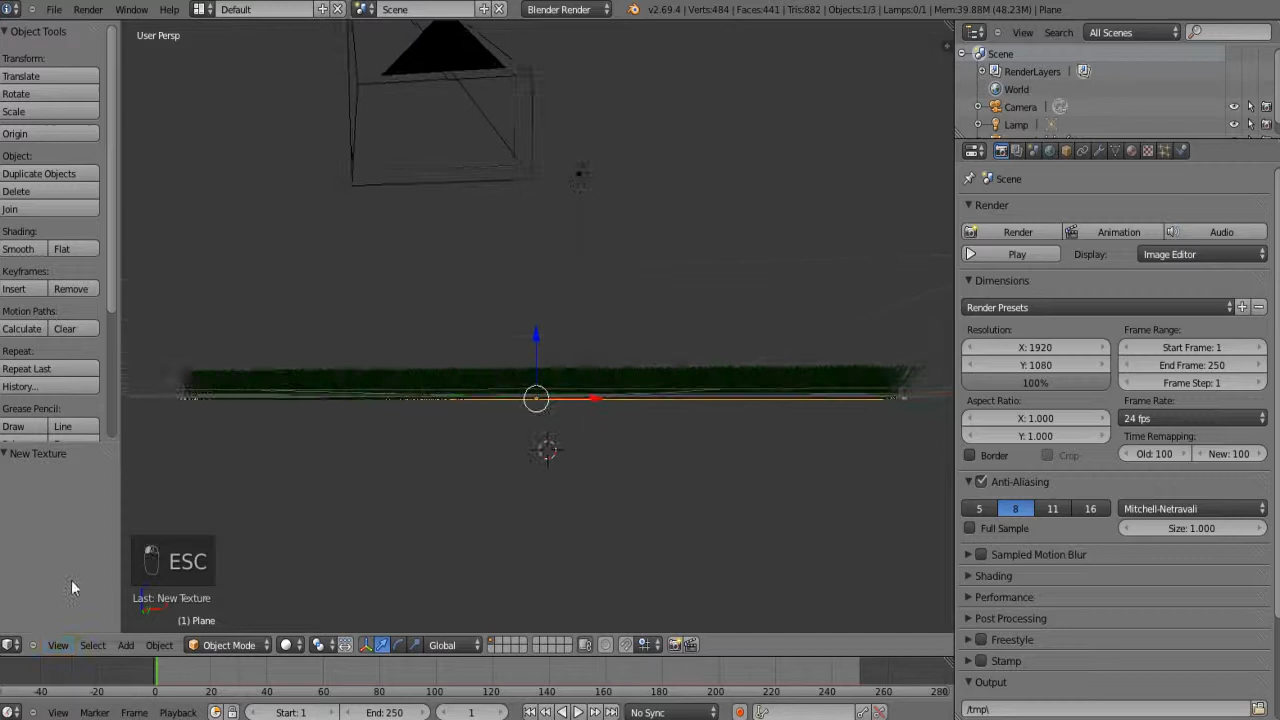 File Render Window Help Default Scene Blender Render v2.69.4 | Verts:484 | Faces:441 | Tris:882 | Objects:1/3 | Lamps:0/1 | Mem:39.88M (48.23M) | Plane
Object Tools
Transform:
Translate
Rotate
Scale
Origin
Object:
Duplicate Objects
Delete
Join
Shading:
Smooth Flat
Keyframes:
Insert Remove
Motion Paths:
Calculate Clear
Repeat:
Repeat Last
History...
Grease Pencil:
Draw Line
New Texture
User Persp
ESC
Last: New Texture
(1) Plane
View Select Add Object Object Mode Global
-40 -20 0 20 40 60 80 100 120 140 160 180 200 220 240 260 280
View Marker Frame Playback Start: 1 End: 250 1 No Sync
View Search All Scenes
Scene
RenderLayers
World
Camera
Lamp
Scene
Render
Render Animation Audio
Play Display: Image Editor
Dimensions
Render Presets
Resolution: Frame Range:
X: 1920 Start Frame: 1
Y: 1080 End Frame: 250
100% Frame Step: 1
Aspect Ratio: Frame Rate:
X: 1.000 24 fps
Y: 1.000 Time Remapping:
Border Crop Old: 100 New: 100
Anti-Aliasing
5 8 11 16 Mitchell-Netravali
Full Sample Size: 1.000
Sampled Motion Blur
Shading
Performance
Post Processing
Freestyle
Stamp
Output
/tmp\